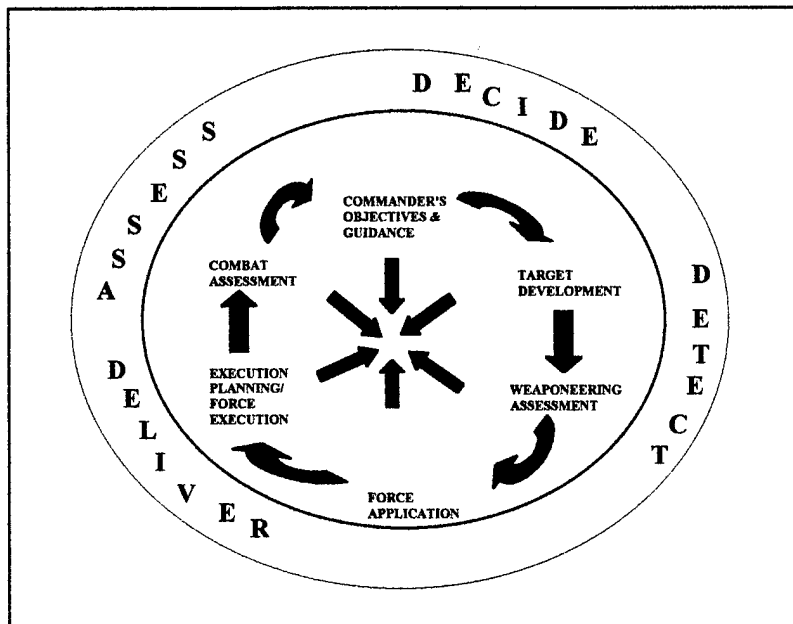 DECIDE
DETECT
DELIVER
ASSESS
COMMANDER'S
OBJECTIVES &
GUIDANCE
TARGET
DEVELOPMENT
WEAPONEERING
ASSESSMENT
FORCE
APPLICATION
EXECUTION
PLANNING/
FORCE
EXECUTION
COMBAT
ASSESSMENT